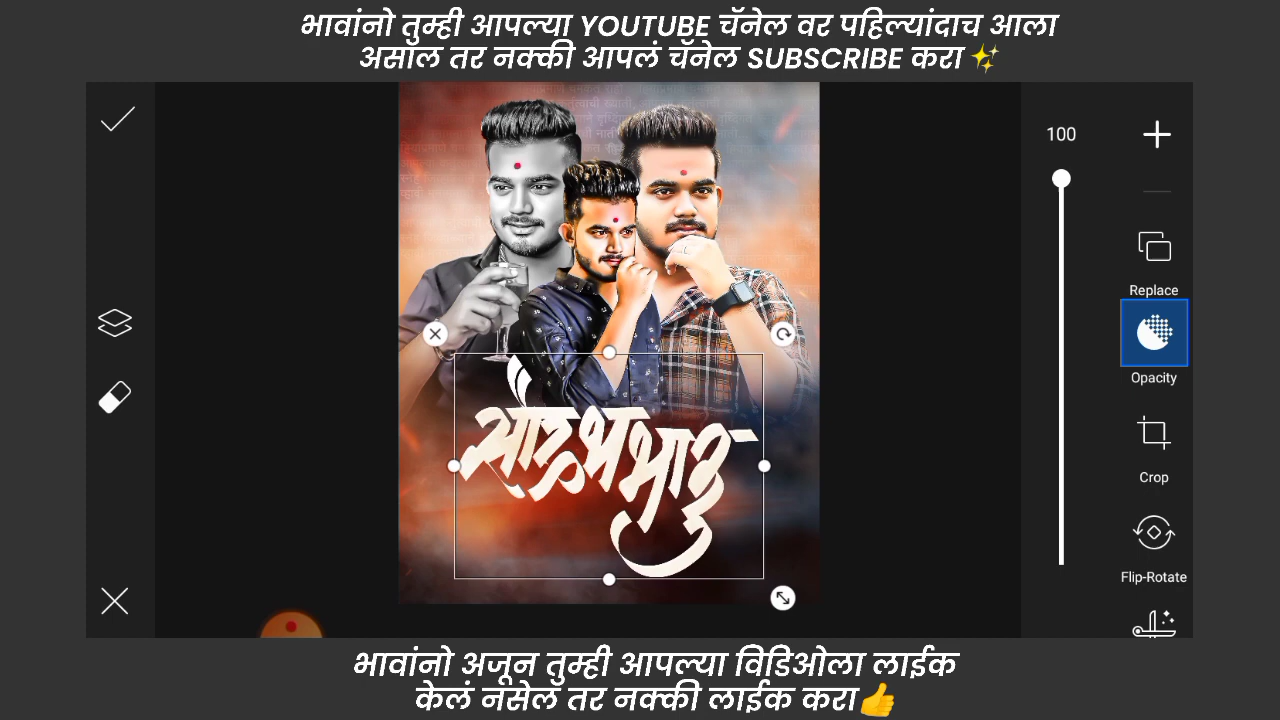 भावांनो तुम्ही आपल्या YOUTUBE चॅनेल वर पहिल्यांदाच आला
असाल तर नक्की आपलं चॅनेल SUBSCRIBE करा ✨
100
Replace
Opacity
Crop
Flip-Rotate
सौरभ भाई
भावांनो अजून तुम्ही आपल्या विडिओला लाईक
केलं नसेल तर नक्की लाईक करा👍